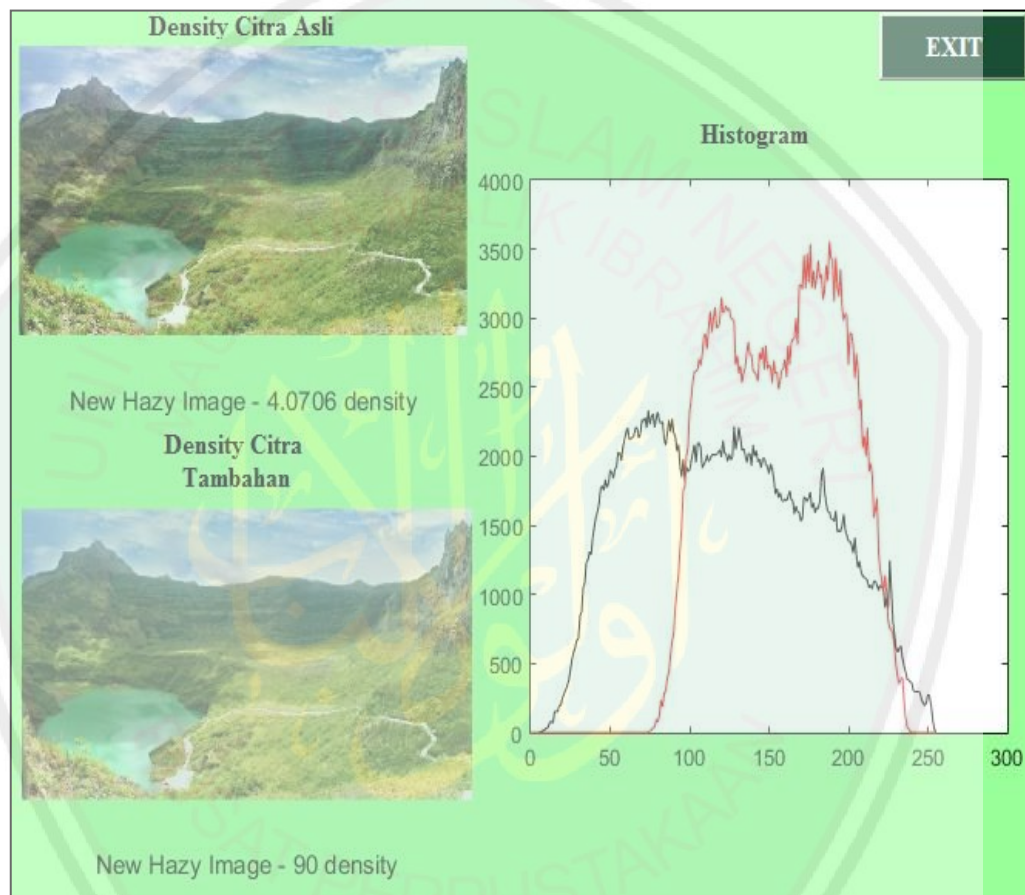 Density Citra Asli
EXIT
New Hazy Image - 4.0706 density
Density Citra
Tambahan
New Hazy Image - 90 density
Histogram
4000
3500
3000
2500
2000
1500
1000
500
0
0 50 100 150 200 250 300